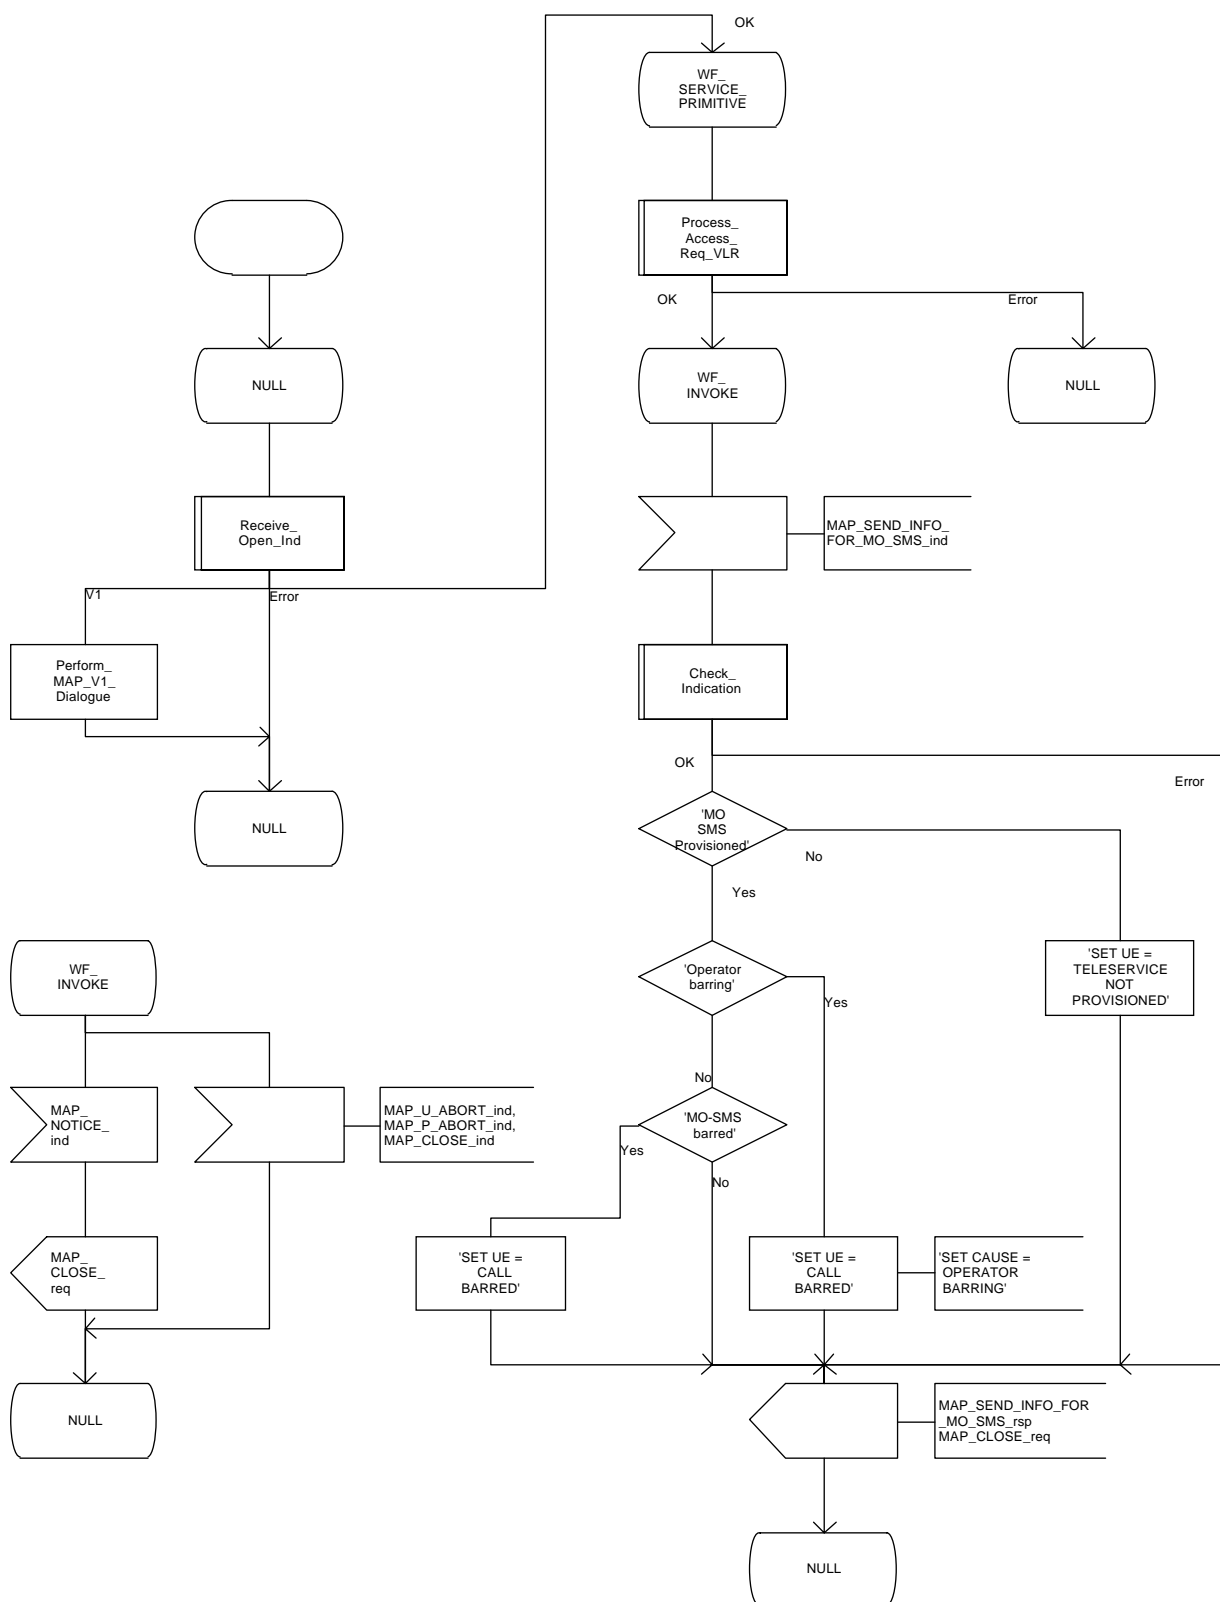 OK
WF_
SERVICE_
PRIMITIVE
Process_
Access_
Req_VLR
OK
Error
NULL
WF_
INVOKE
NULL
Receive_
Open_Ind
MAP_SEND_INFO_
FOR_MO_SMS_ind
V1
Error
Perform_
MAP_V1_
Dialogue
Check_
Indication
OK
Error
NULL
'MO
SMS
Provisioned'
No
Yes
WF_
INVOKE
'Operator
barring'
Yes
'SET UE =
TELESERVICE
NOT
PROVISIONED'
No
MAP_
NOTICE_
ind
MAP_U_ABORT_ind,
MAP_P_ABORT_ind,
MAP_CLOSE_ind
'MO-SMS
barred'
Yes
No
MAP_
CLOSE_
req
'SET UE =
CALL
BARRED'
'SET UE =
CALL
BARRED'
'SET CAUSE =
OPERATOR
BARRING'
NULL
MAP_SEND_INFO_FOR
_MO_SMS_rsp
MAP_CLOSE_req
NULL